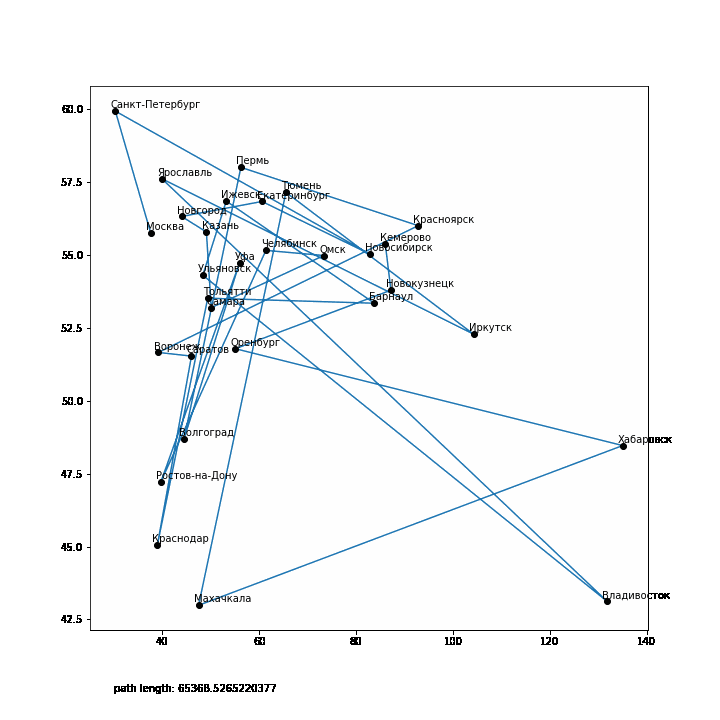 60.0
Санкт-Петербург
Пермь
57.5
Ярославль
Тюмень
Ижевск
Екатеринбург
Новгород
Красноярск
Москва
Казань
Кемерово
55.0
Челябинск
Омск
Новосибирск
Уфа
Ульяновск
Новокузнецк
Тольятти
Барнаул
Самара
52.5
Иркутск
Воронеж
Саратов
Оренбург
50.0
Волгоград
Хабаровск
47.5
Ростов-на-Дону
45.0
Краснодар
Махачкала
Владивосток
42.5
40 60 80 100 120 140
path length: